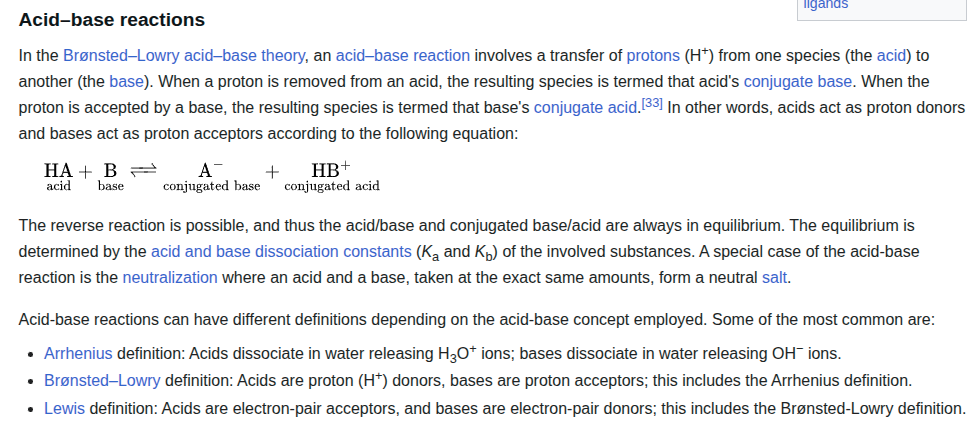 ligands
Acid–base reactions
In the Brønsted–Lowry acid–base theory, an acid–base reaction involves a transfer of protons (H⁺) from one species (the acid) to
another (the base). When a proton is removed from an acid, the resulting species is termed that acid's conjugate base. When the
proton is accepted by a base, the resulting species is termed that base's conjugate acid.[33] In other words, acids act as proton donors
and bases act as proton acceptors according to the following equation:
HA + B ⇌ A⁻ + HB⁺
acid base conjugated base conjugated acid
The reverse reaction is possible, and thus the acid/base and conjugated base/acid are always in equilibrium. The equilibrium is
determined by the acid and base dissociation constants (Kₐ and K_b) of the involved substances. A special case of the acid-base
reaction is the neutralization where an acid and a base, taken at the exact same amounts, form a neutral salt.
Acid-base reactions can have different definitions depending on the acid-base concept employed. Some of the most common are:
• Arrhenius definition: Acids dissociate in water releasing H₃O⁺ ions; bases dissociate in water releasing OH⁻ ions.
• Brønsted–Lowry definition: Acids are proton (H⁺) donors, bases are proton acceptors; this includes the Arrhenius definition.
• Lewis definition: Acids are electron-pair acceptors, and bases are electron-pair donors; this includes the Brønsted-Lowry definition.